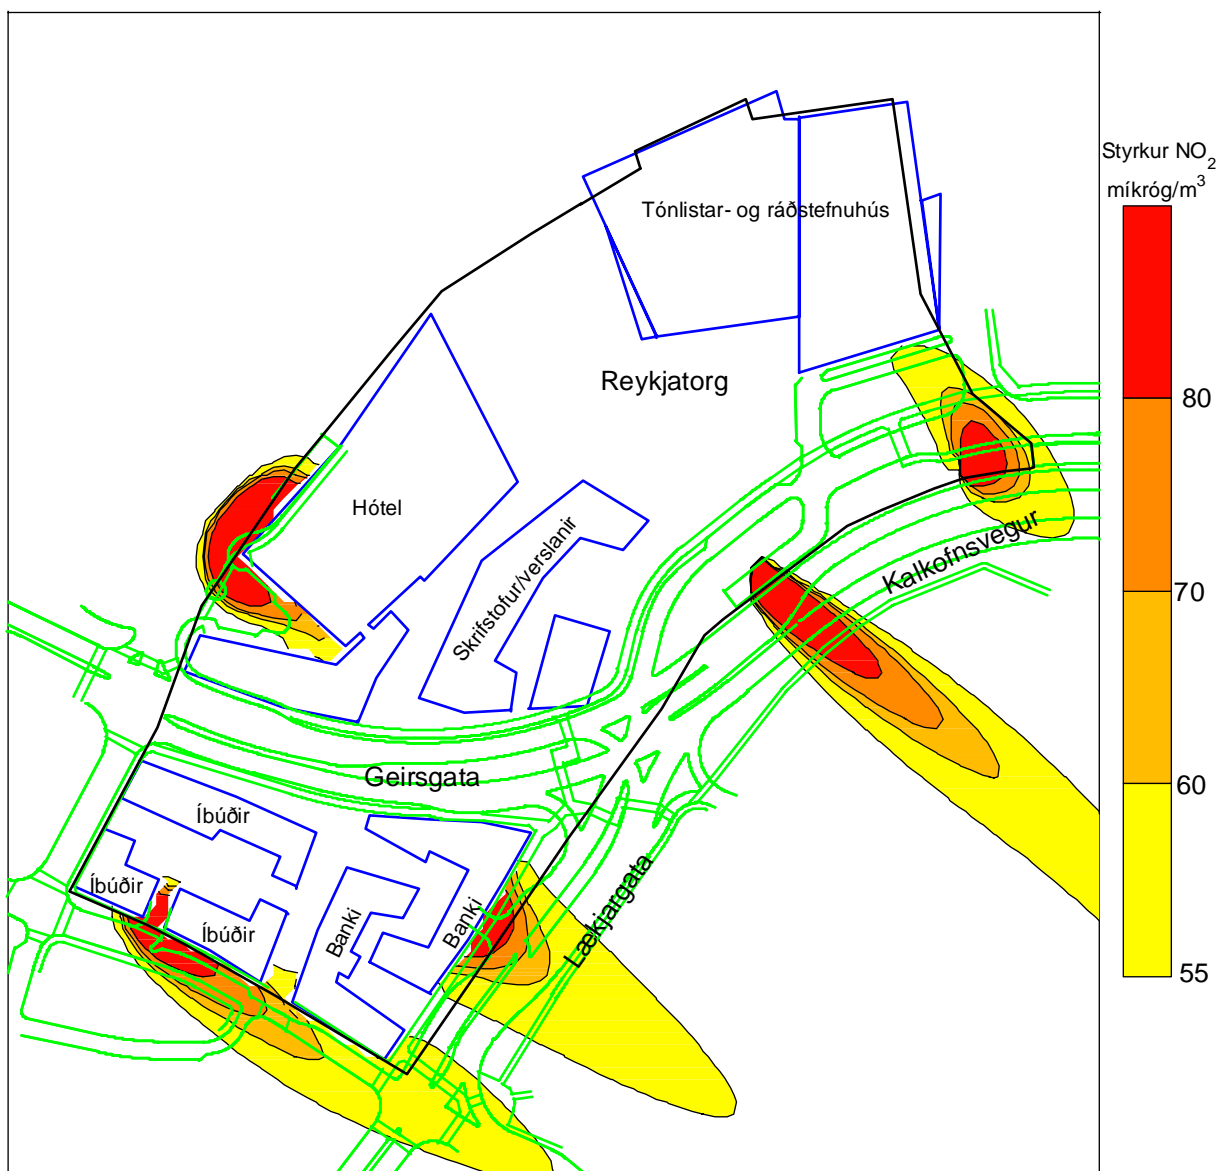 Styrkur NO₂
míkróg/m³
Tónlistar- og ráðstefnuhús
Reykjatorg
80
Hótel
Skrifstofur/verslanir
Kalkofnsvegur
70
Geirsgata
60
Íbúðir
Íbúðir
Íbúðir
Banki
Banki
Lækjargata
55